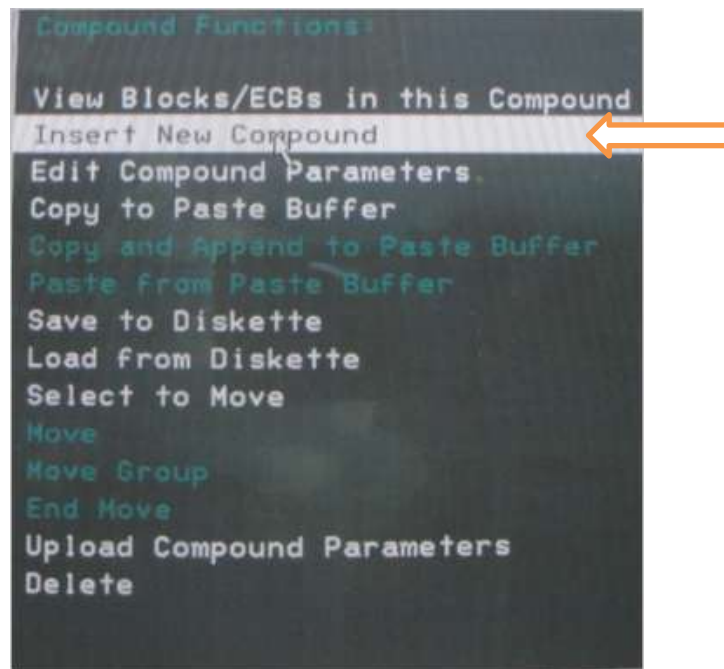 Compound Functions:
View Blocks/ECBs in this Compound
Insert New Compound
Edit Compound Parameters
Copy to Paste Buffer
Copy and Append to Paste Buffer
Paste from Paste Buffer
Save to Diskette
Load from Diskette
Select to Move
Move
Move Group
End Move
Upload Compound Parameters
Delete